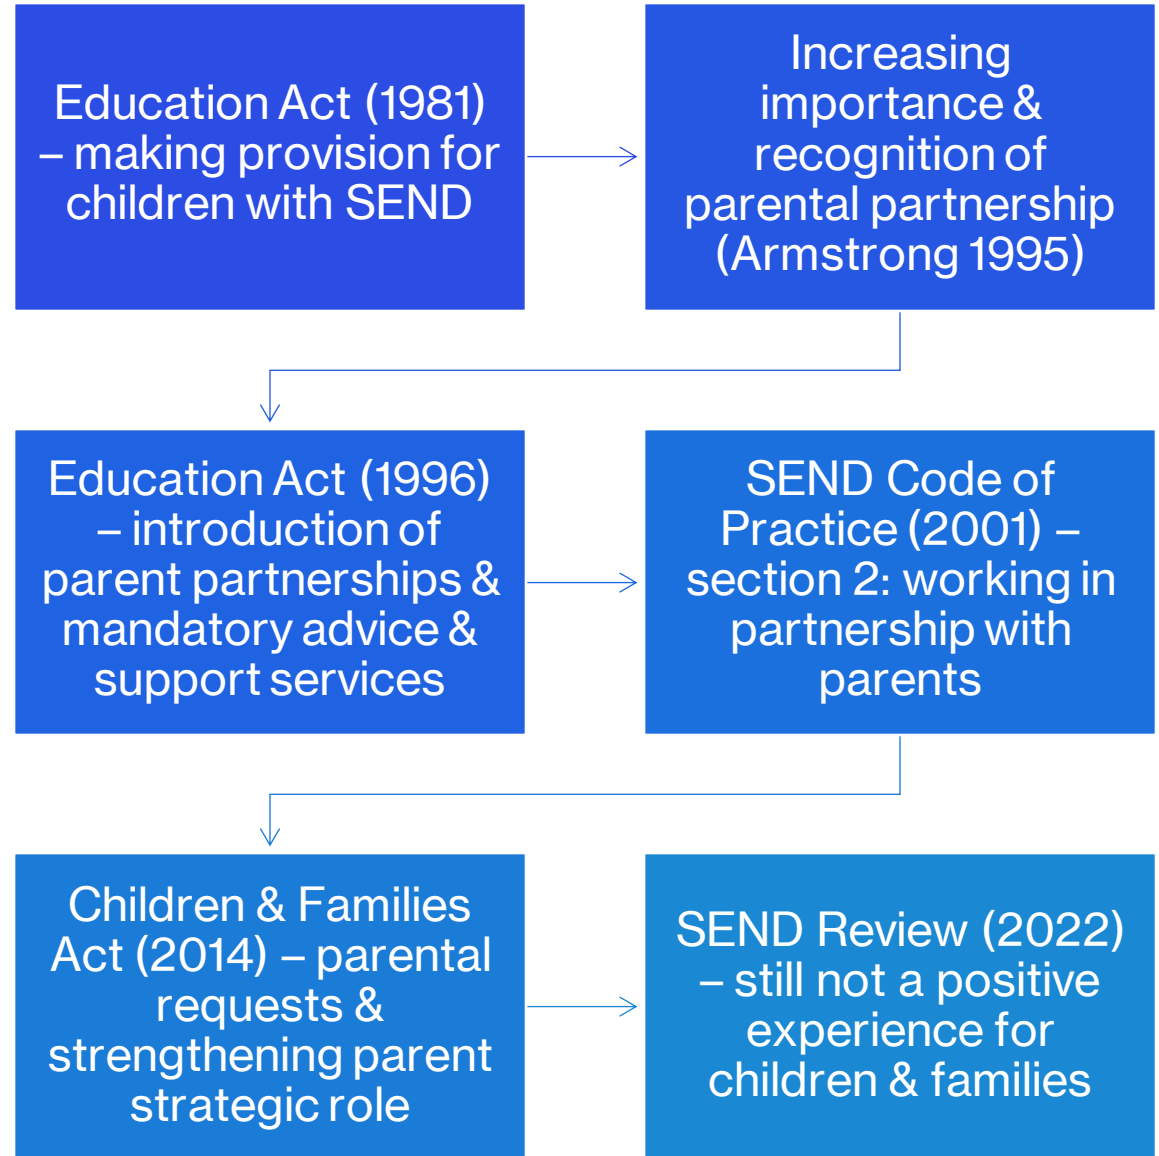 Education Act (1981)
– making provision for
children with SEND
Increasing
importance &
recognition of
parental partnership
(Armstrong 1995)
Education Act (1996)
– introduction of
parent partnerships &
mandatory advice &
support services
SEND Code of
Practice (2001) –
section 2: working in
partnership with
parents
Children & Families
Act (2014) – parental
requests &
strengthening parent
strategic role
SEND Review (2022)
– still not a positive
experience for
children & families